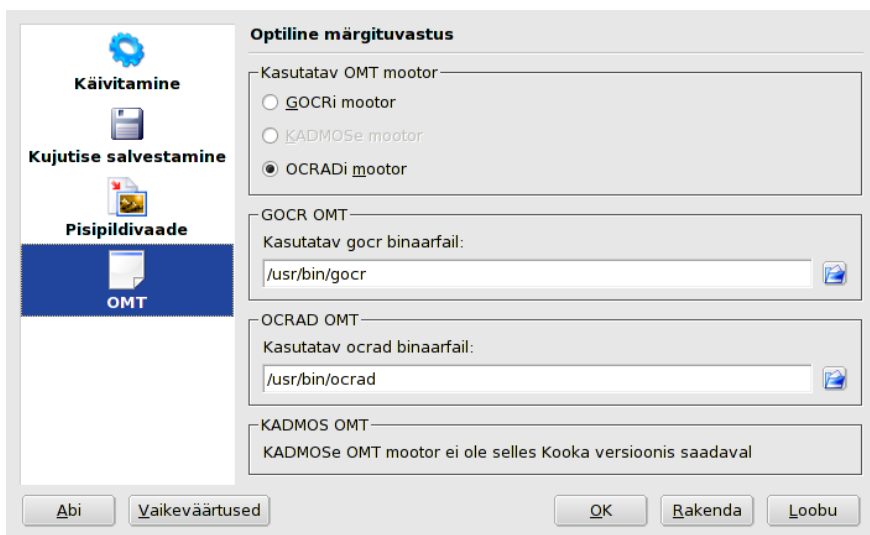 Käivitamine
Kujutise salvestamine
Pisipildivaade
OMT
Optiline märgituvastus
Kasutatav OMT mootor
GOCRi mootor
KADMOSe mootor
OCRADi mootor
GOCR OMT
Kasutatav gocr binaarfail:
/usr/bin/gocr
OCRAD OMT
Kasutatav ocrad binaarfail:
/usr/bin/ocrad
KADMOS OMT
KADMOSe OMT mootor ei ole selles Kooka versioonis saadaval
Abi Vaikeväärtused OK Rakenda Loobu